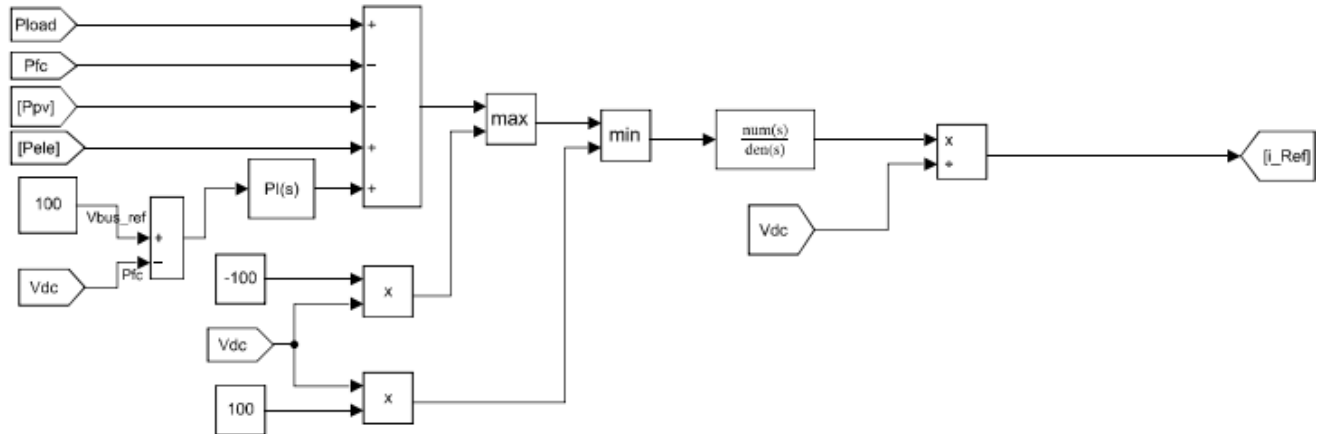 Pload
+
Pfc
−
[Ppv]
−
max
min
num(s)
den(s)
x
÷
[i_Ref]
[Pele]
+
PI(s)
+
100
Vbus_ref
+
Vdc
Pfc
−
-100
x
Vdc
Vdc
100
x